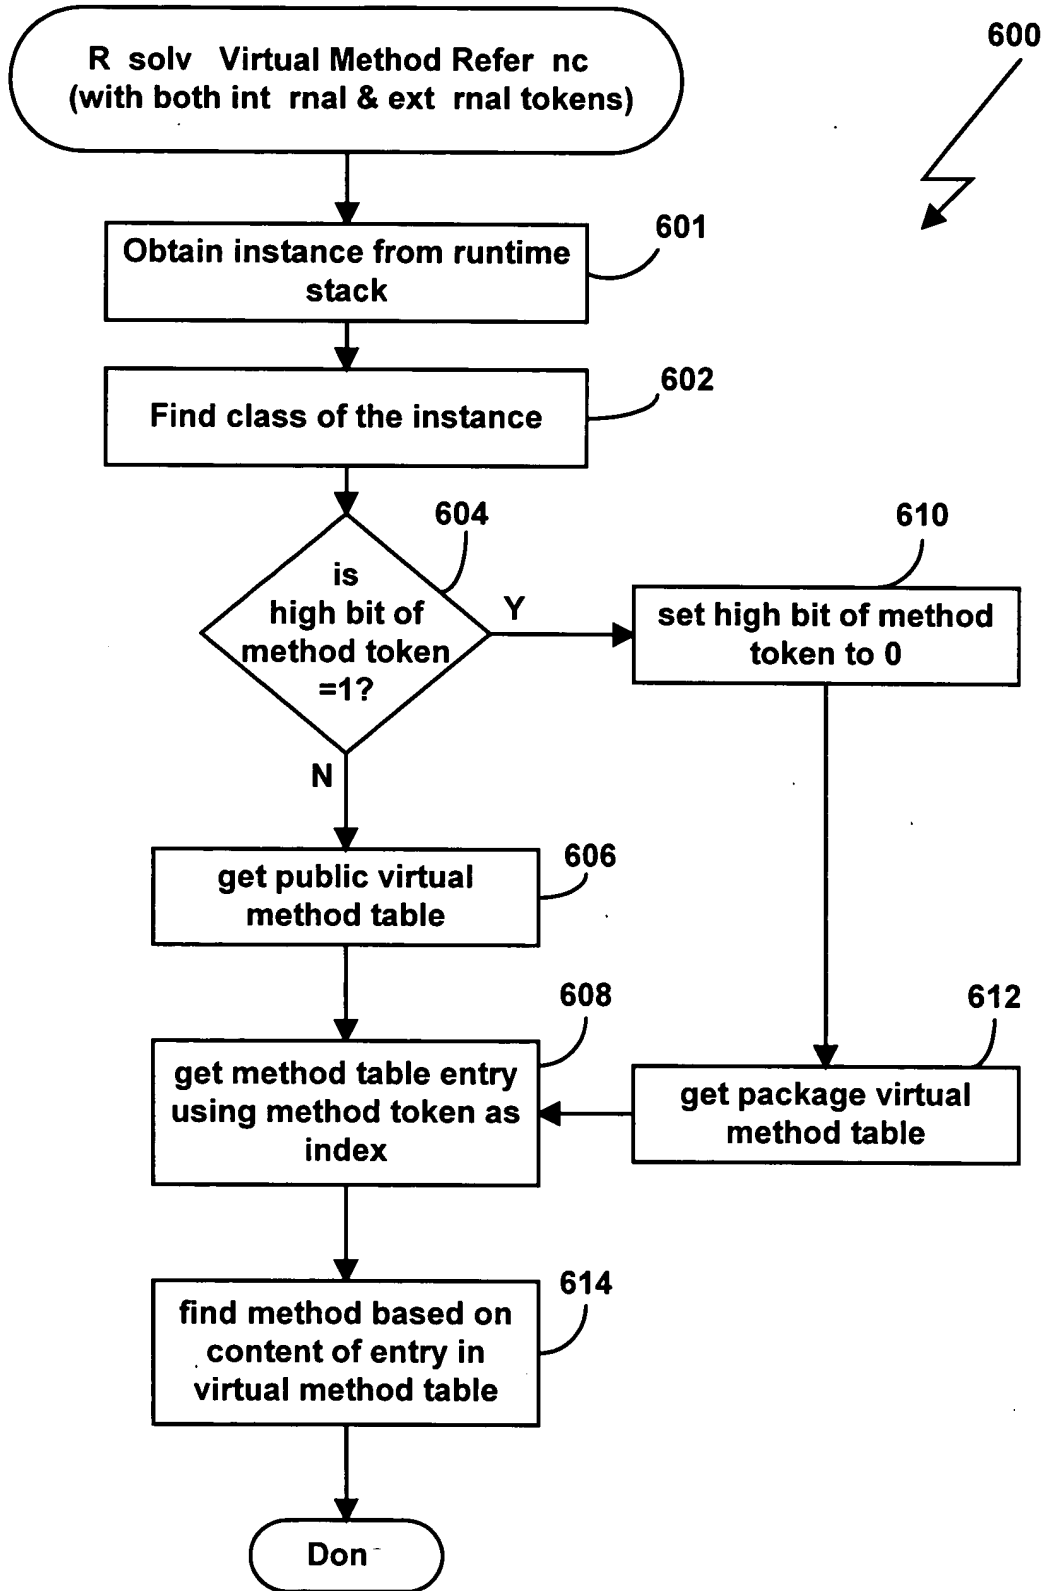 R solv Virtual Method Refer nc
(with both int rnal & ext rnal tokens)
600
Obtain instance from runtime
stack
601
Find class of the instance
602
is
high bit of
method token
=1?
604
Y
N
set high bit of method
token to 0
610
get public virtual
method table
606
get method table entry
using method token as
index
608
get package virtual
method table
612
find method based on
content of entry in
virtual method table
614
Don